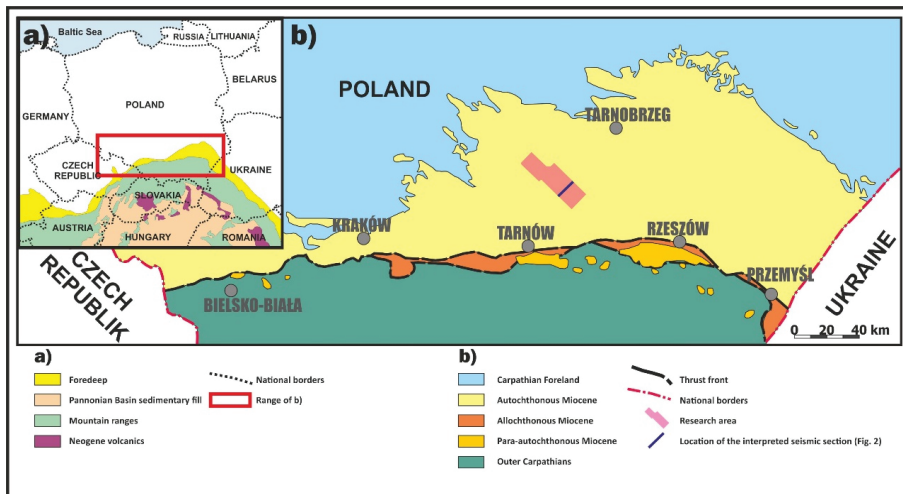 a)
Baltic Sea
RUSSIA
LITHUANIA
BELARUS
POLAND
GERMANY
CZECH
REPUBLIC
UKRAINE
SLOVAKIA
AUSTRIA
HUNGARY
ROMANIA
b)
POLAND
TARNOBRZEG
KRAKÓW
TARNÓW
RZESZÓW
PRZEMYŚL
BIELSKO-BIAŁA
CZECH
REPUBLIK
UKRAINE
0 20 40 km
a)
Foredeep
Pannonian Basin sedimentary fill
Mountain ranges
Neogene volcanics
National borders
Range of b)
b)
Carpathian Foreland
Autochthonous Miocene
Allochthonous Miocene
Para-autochthonous Miocene
Outer Carpathians
Thrust front
National borders
Research area
Location of the interpreted seismic section (Fig. 2)